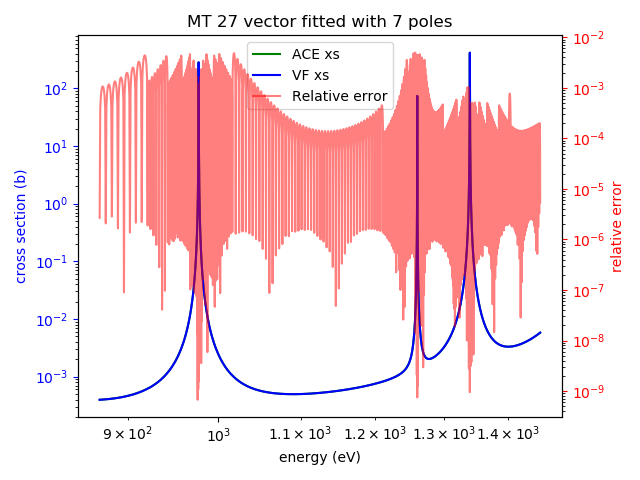 MT 27 vector fitted with 7 poles
ACE xs
VF xs
Relative error
cross section (b)
10²
10¹
10⁰
10⁻¹
10⁻²
10⁻³
relative error
10⁻²
10⁻³
10⁻⁴
10⁻⁵
10⁻⁶
10⁻⁷
10⁻⁸
10⁻⁹
9 × 10² 10³ 1.1 × 10³ 1.2 × 10³ 1.3 × 10³ 1.4 × 10³
energy (eV)